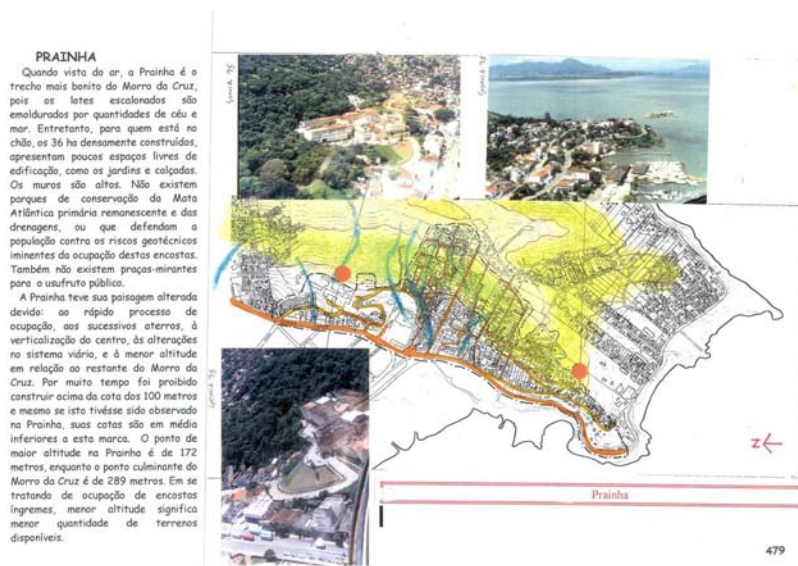 PRAINHA
Quando vista do ar, a Prainha é o
trecho mais bonito do Morro da Cruz,
pois os lotes escalonados são
emoldurados por quantidades de céu e
mar. Entretanto, para quem está no
chão, os 36 ha densamente construídos,
apresentam poucos espaços livres de
edificação, como os jardins e calçadas.
Os muros são altos. Não existem
parques de conservação da Mata
Atlântica primária remanescente e das
drenagens, ou que defendam a
população contra os riscos geotécnicos
iminentes da ocupação destas encostas.
Também não existem praças-mirantes
para o usufruto público.
A Prainha teve sua paisagem alterada
devido: ao rápido processo de
ocupação, aos sucessivos aterros, à
verticalização do centro, às alterações
no sistema viário, e à menor altitude
em relação ao restante do Morro da
Cruz. Por muito tempo foi proibido
construir acima da cota dos 100 metros
e mesmo se isto tivésse sido observado
na Prainha, suas cotas são em média
inferiores a esta marca. O ponto de
maior altitude na Prainha é de 172
metros, enquanto o ponto culminante do
Morro da Cruz é de 289 metros. Em se
tratando de ocupação de encostas
íngremes, menor altitude significa
menor quantidade de terrenos
disponíveis.
Z
Prainha
479